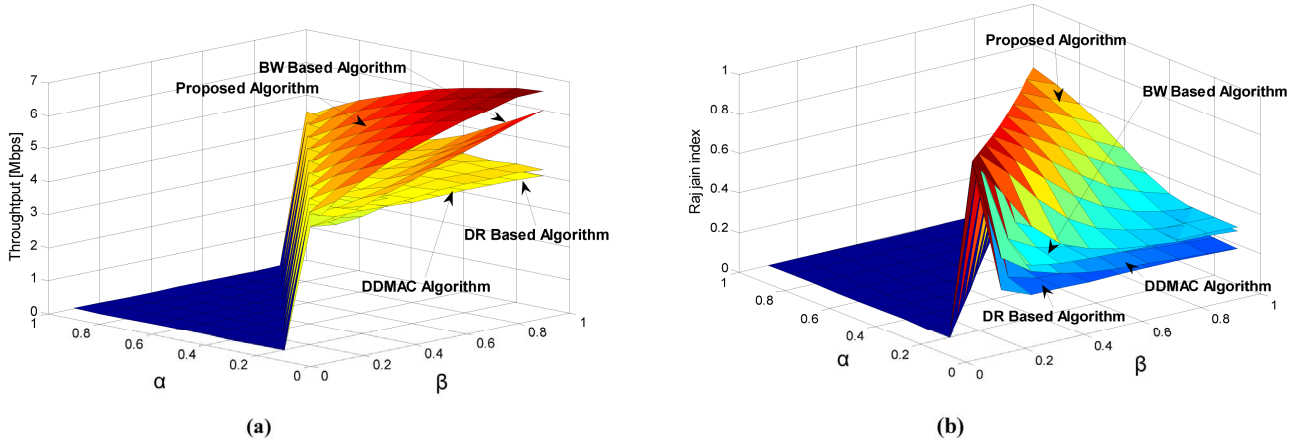 BW Based Algorithm
Proposed Algorithm
DR Based Algorithm
DDMAC Algorithm
Throughtput [Mbps]
7
6
5
4
3
2
1
0
1
0.8
0.6
0.4
0.2
0
α
0
0.2
0.4
0.6
0.8
1
β
(a)
Proposed Algorithm
BW Based Algorithm
DDMAC Algorithm
DR Based Algorithm
Raj jain index
1
0.8
0.6
0.4
0.2
0
1
0.8
0.6
0.4
0.2
0
α
0
0.2
0.4
0.6
0.8
1
β
(b)